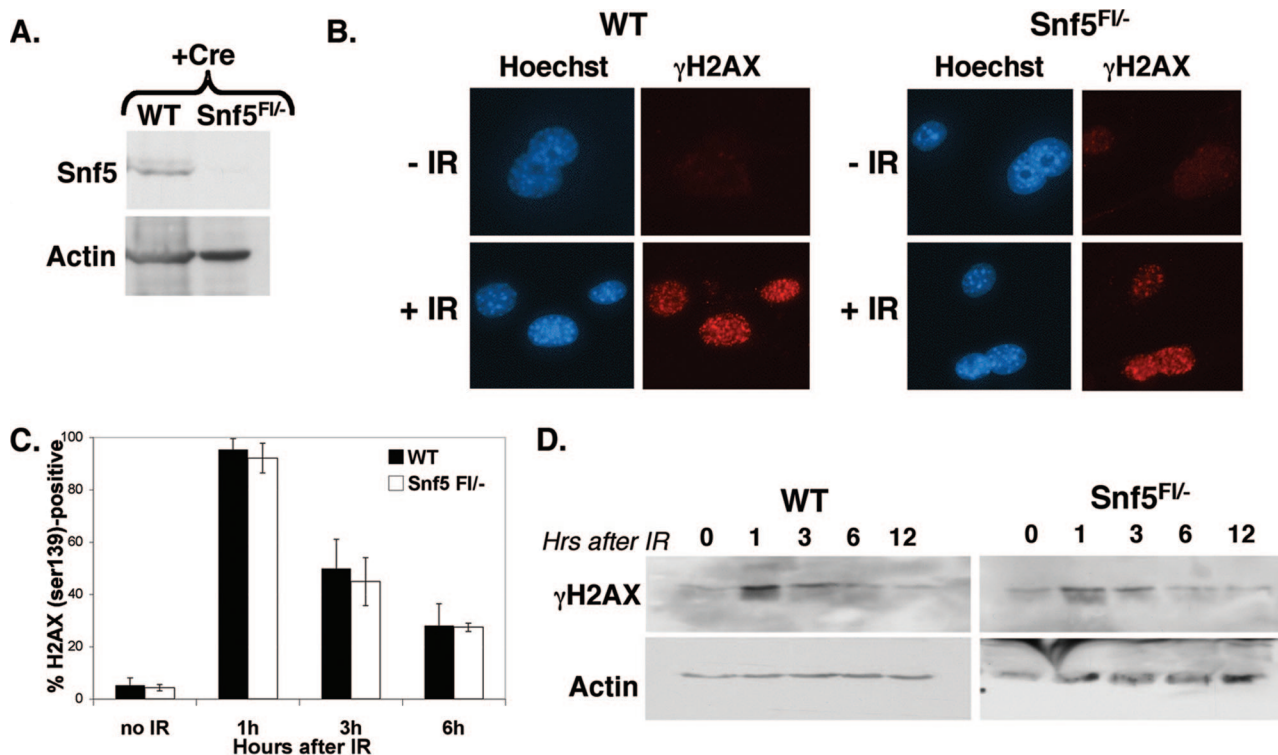 A.
+Cre
WT Snf5Fl/-
Snf5
Actin
B.
WT
Hoechst γH2AX
- IR
+ IR
Snf5Fl/-
Hoechst γH2AX
- IR
+ IR
C.
% H2AX (ser139)-positive
100
80
60
40
20
0
WT
Snf5 Fl/-
no IR 1h 3h 6h
Hours after IR
D.
WT
Hrs after IR 0 1 3 6 12
Snf5Fl/-
0 1 3 6 12
γH2AX
Actin